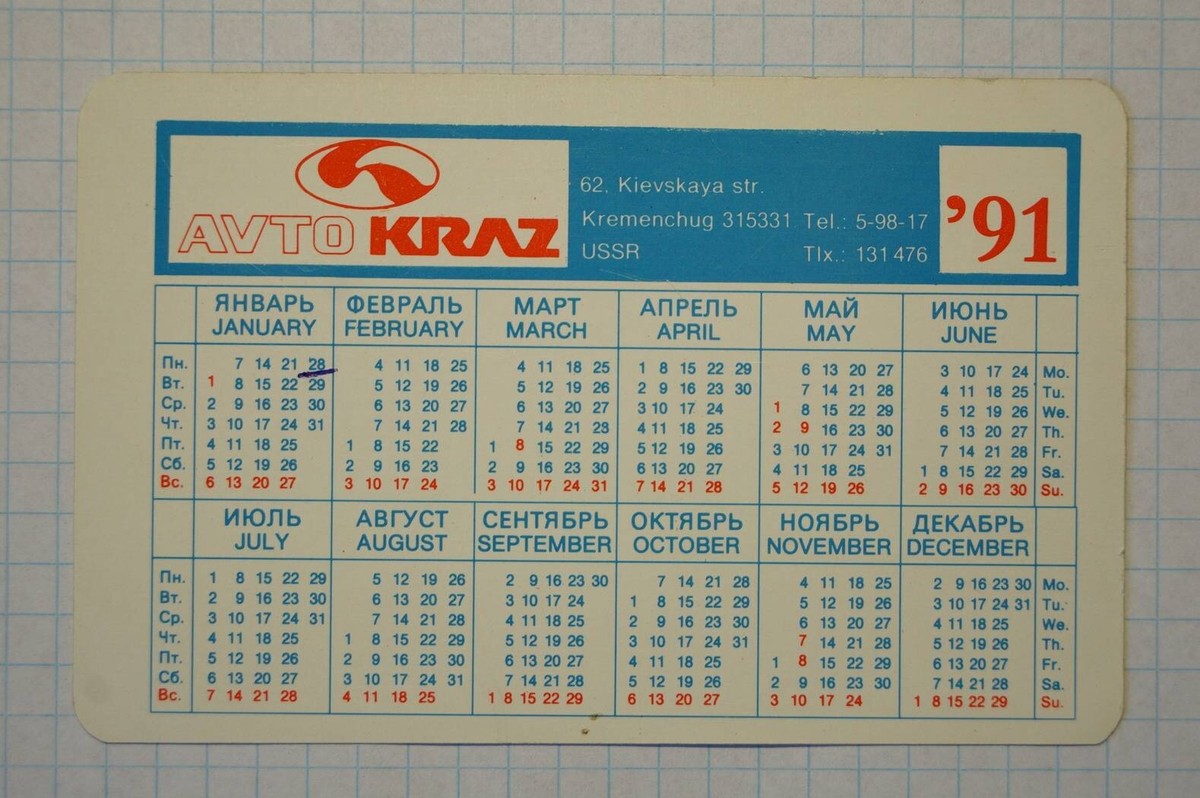 AVTO KRAZ
62. Kievskaya str.
Kremenchug 315331 Tel.: 5-98-17
USSR Tlx.: 131 476
’91
ЯНВАРЬ ФЕВРАЛЬ МАРТ АПРЕЛЬ МАЙ ИЮНЬ
JANUARY FEBRUARY MARCH APRIL MAY JUNE
Пн. 7 14 21 28 4 11 18 25 4 11 18 25 1 8 15 22 29 6 13 20 27 3 10 17 24 Mo.
Вт. 1 8 15 22 29 5 12 19 26 5 12 19 26 2 9 16 23 30 7 14 21 28 4 11 18 25 Tu.
Ср. 2 9 16 23 30 6 13 20 27 6 13 20 27 3 10 17 24 1 8 15 22 29 5 12 19 26 We.
Чт. 3 10 17 24 31 7 14 21 28 7 14 21 28 4 11 18 25 2 9 16 23 30 6 13 20 27 Th.
Пт. 4 11 18 25 1 8 15 22 1 8 15 22 29 5 12 19 26 3 10 17 24 31 7 14 21 28 Fr.
Сб. 5 12 19 26 2 9 16 23 2 9 16 23 30 6 13 20 27 4 11 18 25 1 8 15 22 29 Sa.
Вс. 6 13 20 27 3 10 17 24 3 10 17 24 31 7 14 21 28 5 12 19 26 2 9 16 23 30 Su.
ИЮЛЬ АВГУСТ СЕНТЯБРЬ ОКТЯБРЬ НОЯБРЬ ДЕКАБРЬ
JULY AUGUST SEPTEMBER OCTOBER NOVEMBER DECEMBER
Пн. 1 8 15 22 29 5 12 19 26 2 9 16 23 30 7 14 21 28 4 11 18 25 2 9 16 23 30 Mo.
Вт. 2 9 16 23 30 6 13 20 27 3 10 17 24 1 8 15 22 29 5 12 19 26 3 10 17 24 31 Tu.
Ср. 3 10 17 24 31 7 14 21 28 4 11 18 25 2 9 16 23 30 6 13 20 27 4 11 18 25 We.
Чт. 4 11 18 25 1 8 15 22 29 5 12 19 26 3 10 17 24 31 7 14 21 28 5 12 19 26 Th.
Пт. 5 12 19 26 2 9 16 23 30 6 13 20 27 4 11 18 25 1 8 15 22 29 6 13 20 27 Fr.
Сб. 6 13 20 27 3 10 17 24 31 7 14 21 28 5 12 19 26 2 9 16 23 30 7 14 21 28 Sa.
Вс. 7 14 21 28 4 11 18 25 1 8 15 22 29 6 13 20 27 3 10 17 24 1 8 15 22 29 Su.